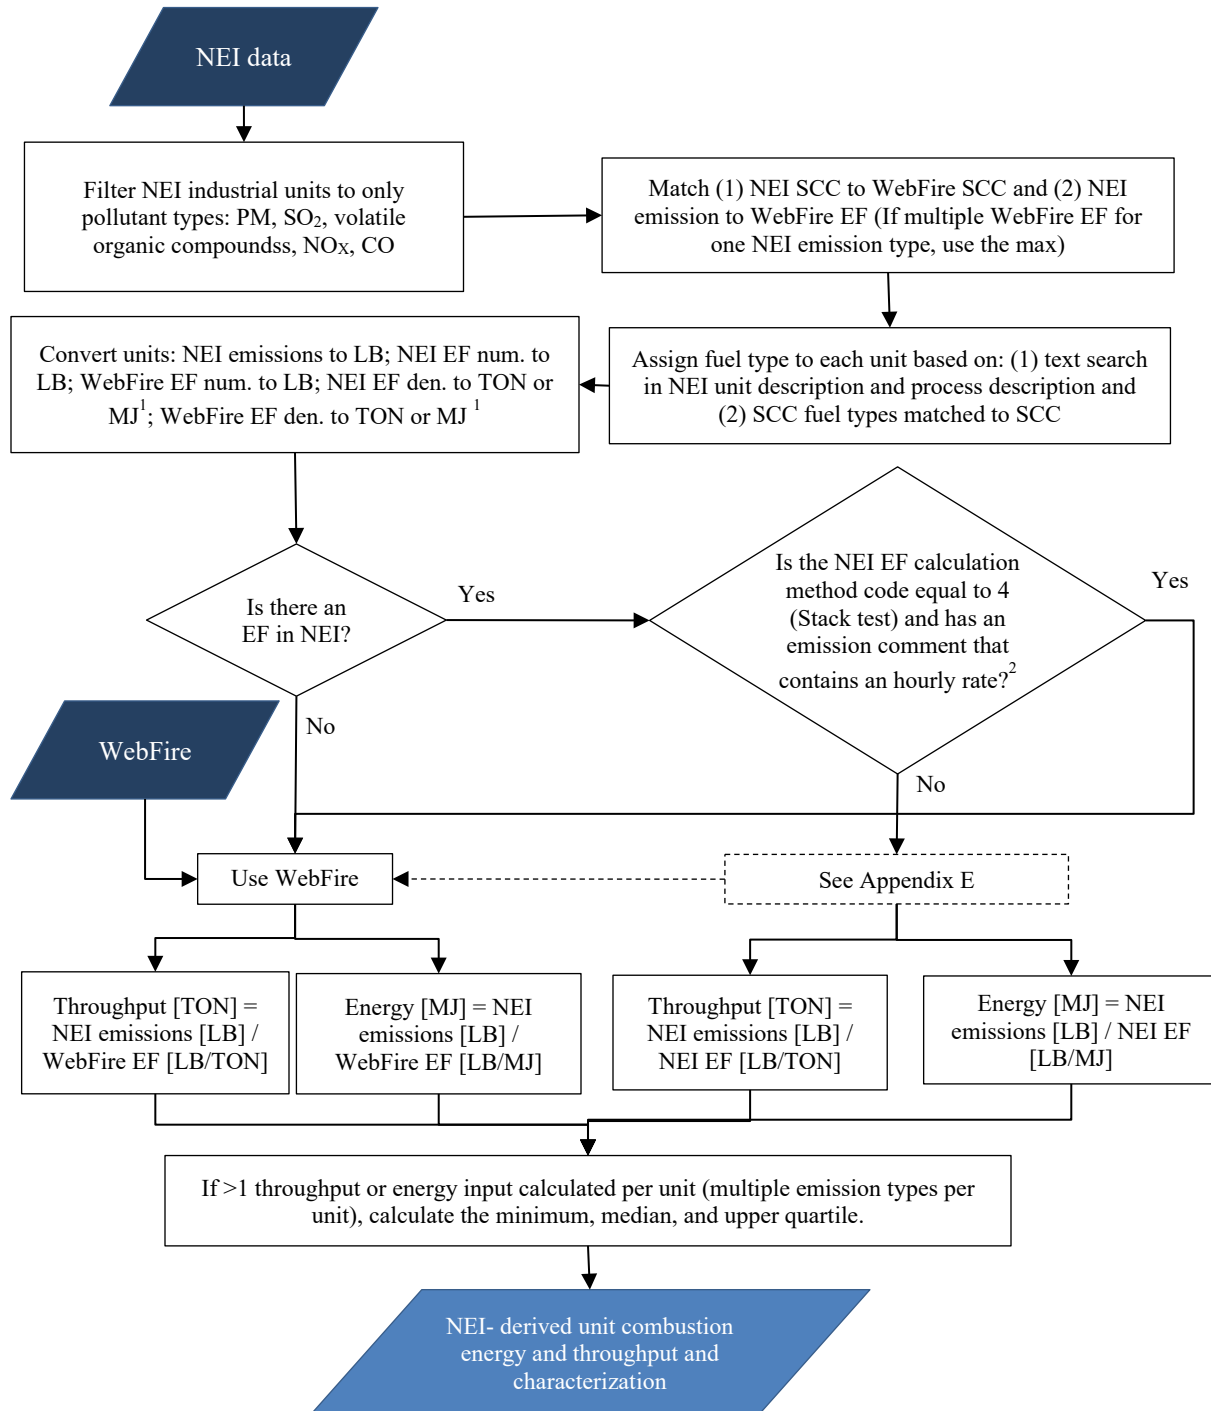 NEI data
Filter NEI industrial units to only
pollutant types: PM, SO₂, volatile
organic compoundss, NOX, CO
Match (1) NEI SCC to WebFire SCC and (2) NEI
emission to WebFire EF (If multiple WebFire EF for
one NEI emission type, use the max)
Assign fuel type to each unit based on: (1) text search
in NEI unit description and process description and
(2) SCC fuel types matched to SCC
Convert units: NEI emissions to LB; NEI EF num. to
LB; WebFire EF num. to LB; NEI EF den. to TON or
MJ¹; WebFire EF den. to TON or MJ ¹
Is there an
EF in NEI?
Yes
No
Is the NEI EF calculation
method code equal to 4
(Stack test) and has an
emission comment that
contains an hourly rate?²
Yes
No
WebFire
Use WebFire
See Appendix E
Throughput [TON] =
NEI emissions [LB] /
WebFire EF [LB/TON]
Energy [MJ] = NEI
emissions [LB] /
WebFire EF [LB/MJ]
Throughput [TON] =
NEI emissions [LB] /
NEI EF [LB/TON]
Energy [MJ] = NEI
emissions [LB] / NEI EF
[LB/MJ]
If >1 throughput or energy input calculated per unit (multiple emission types per
unit), calculate the minimum, median, and upper quartile.
NEI- derived unit combustion
energy and throughput and
characterization